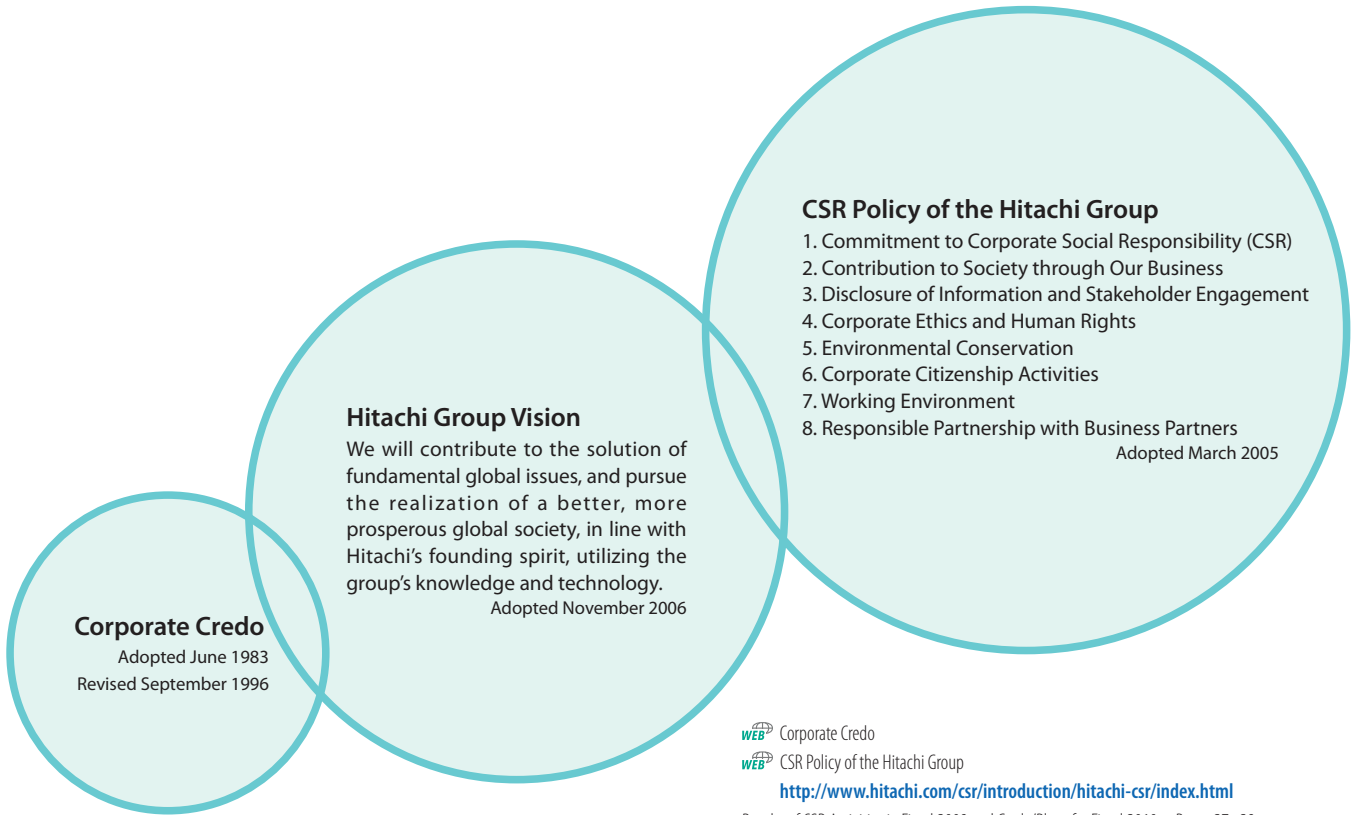 CSR Policy of the Hitachi Group
1. Commitment to Corporate Social Responsibility (CSR)
2. Contribution to Society through Our Business
3. Disclosure of Information and Stakeholder Engagement
4. Corporate Ethics and Human Rights
5. Environmental Conservation
6. Corporate Citizenship Activities
7. Working Environment
8. Responsible Partnership with Business Partners
Adopted March 2005
Hitachi Group Vision
We will contribute to the solution of
fundamental global issues, and pursue
the realization of a better, more
prosperous global society, in line with
Hitachi's founding spirit, utilizing the
group's knowledge and technology.
Adopted November 2006
Corporate Credo
Adopted June 1983
Revised September 1996
WEB Corporate Credo
WEB CSR Policy of the Hitachi Group
http://www.hitachi.com/csr/introduction/hitachi-csr/index.html